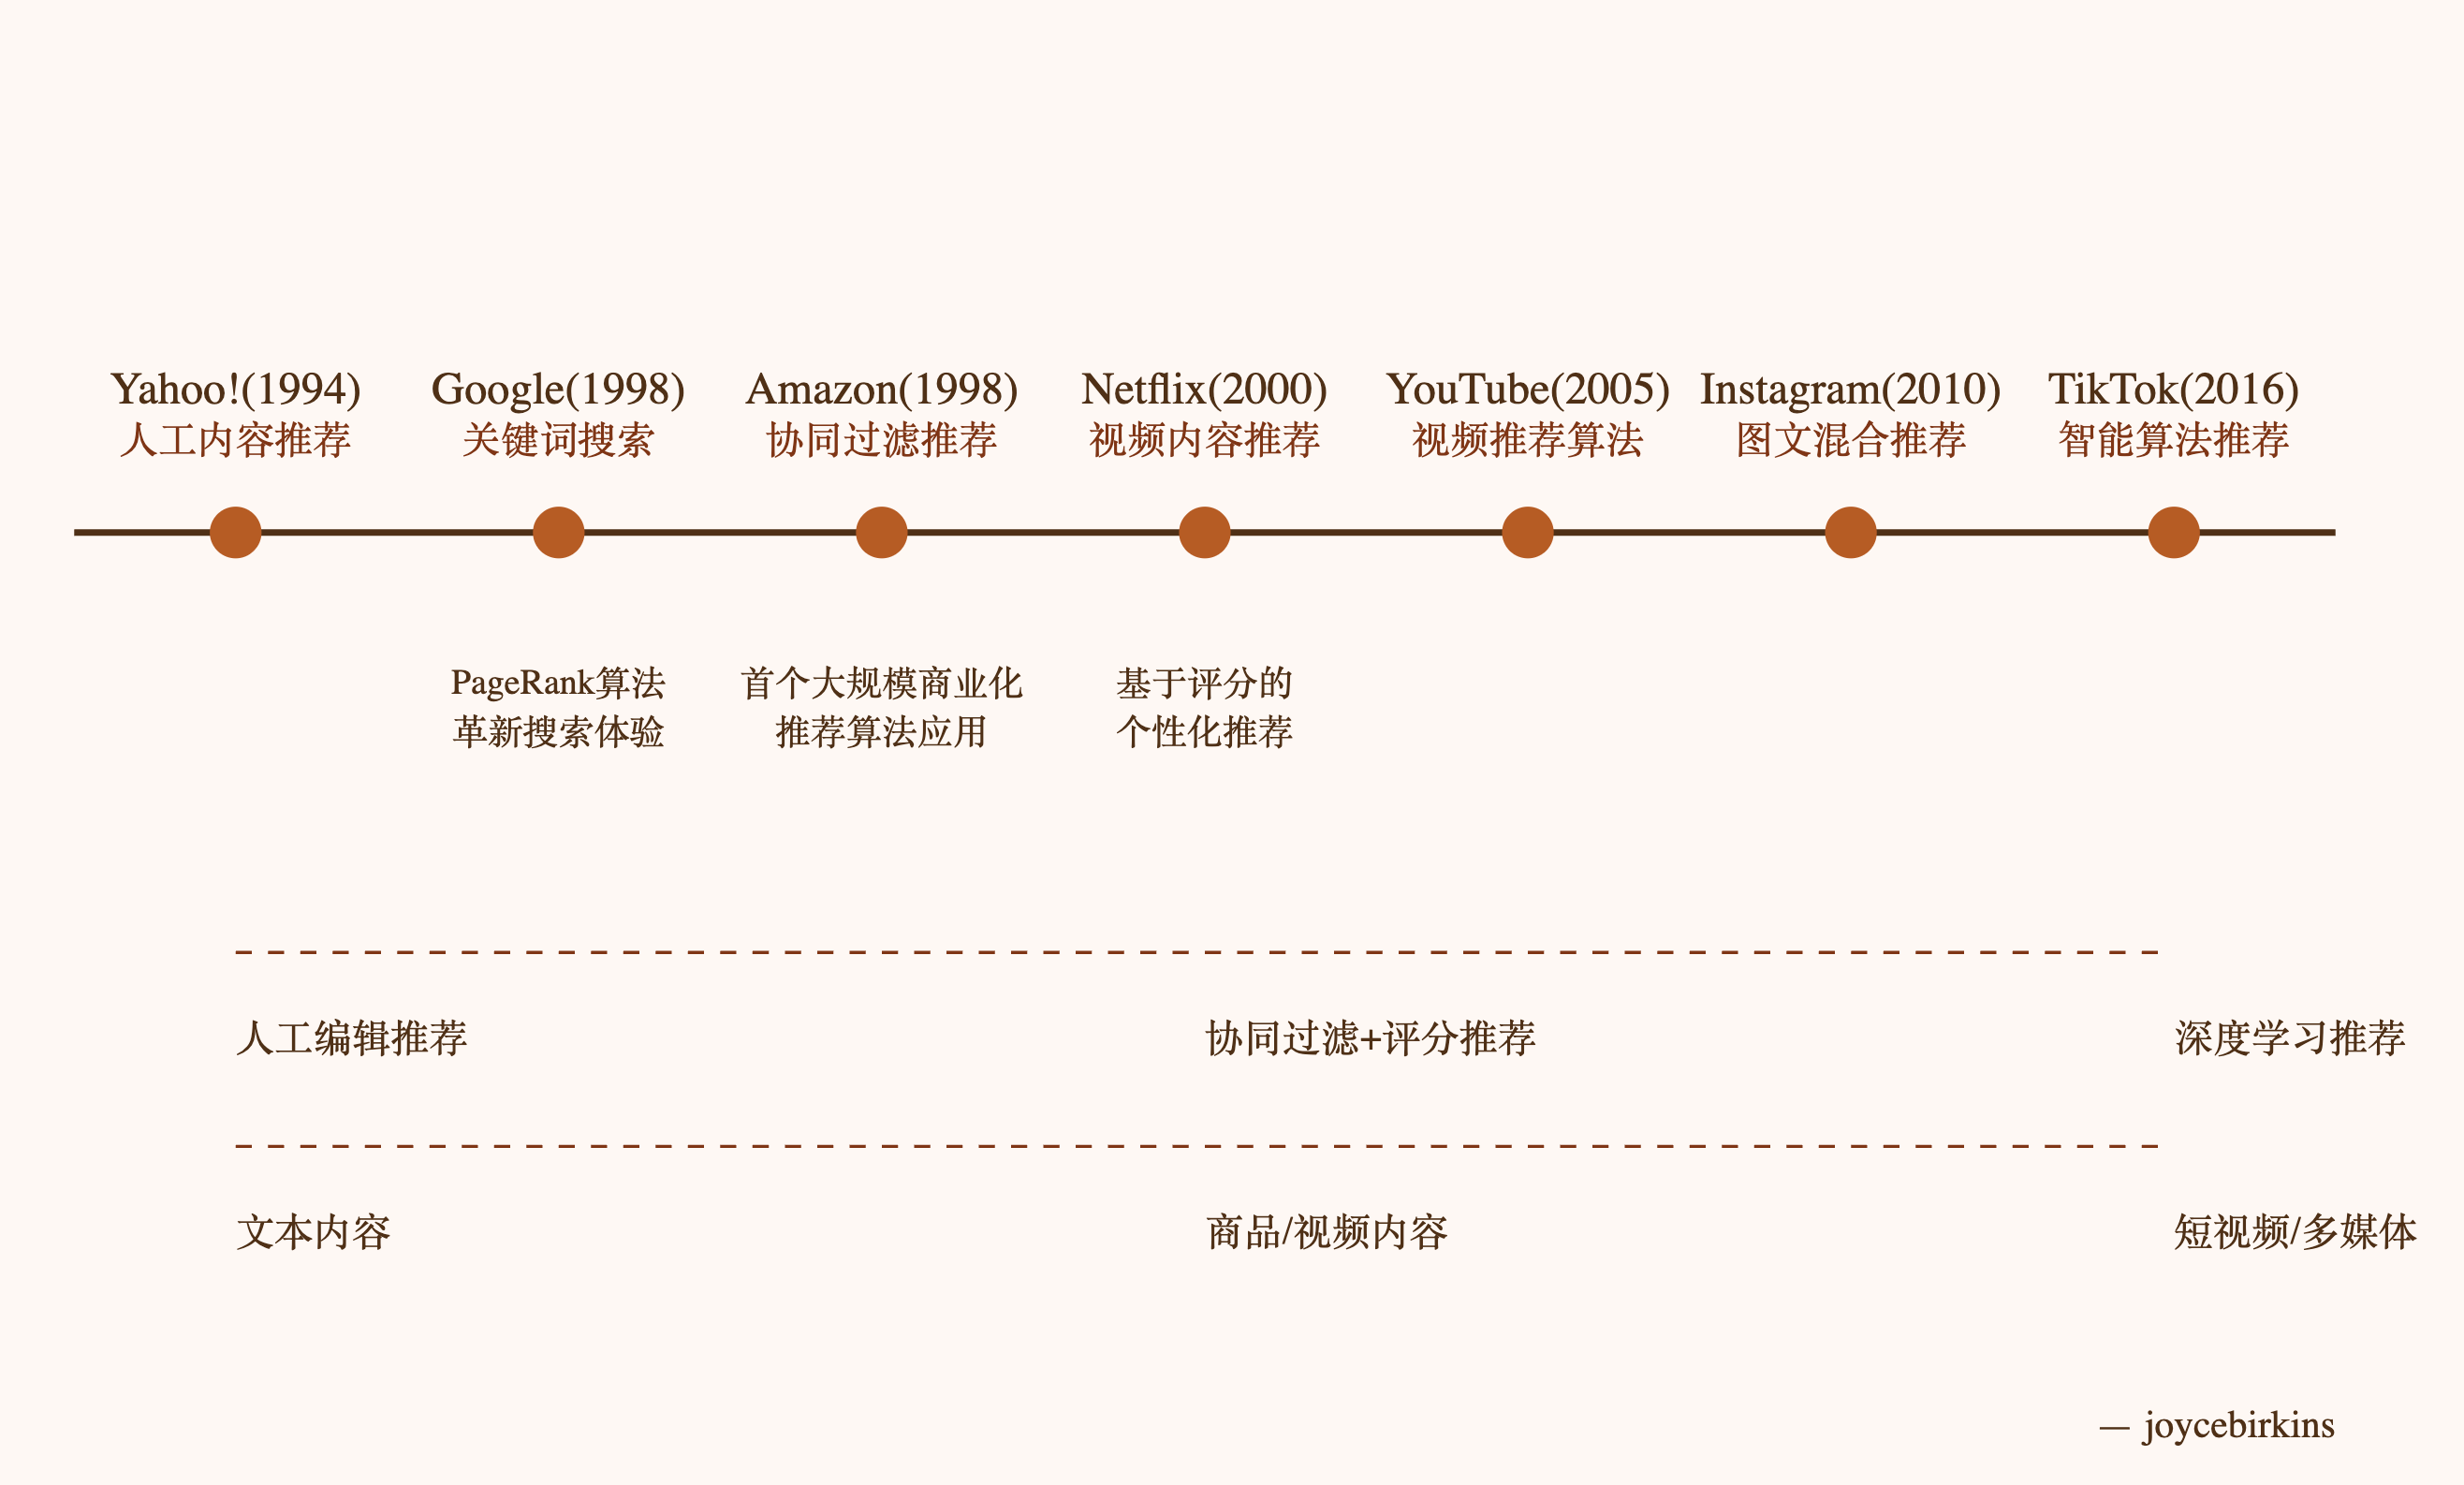 Yahoo!(1994)
人工内容推荐
Google(1998)
关键词搜索
Amazon(1998)
协同过滤推荐
Netflix(2000)
视频内容推荐
YouTube(2005)
视频推荐算法
Instagram(2010)
图文混合推荐
TikTok(2016)
智能算法推荐
PageRank算法
革新搜索体验
首个大规模商业化
推荐算法应用
基于评分的
个性化推荐
人工编辑推荐
协同过滤+评分推荐
深度学习推荐
文本内容
商品/视频内容
短视频/多媒体
— joycebirkins